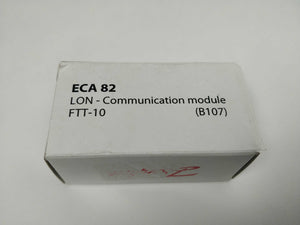 ECA 82
LON - Communication module
FTT-10 (B107)